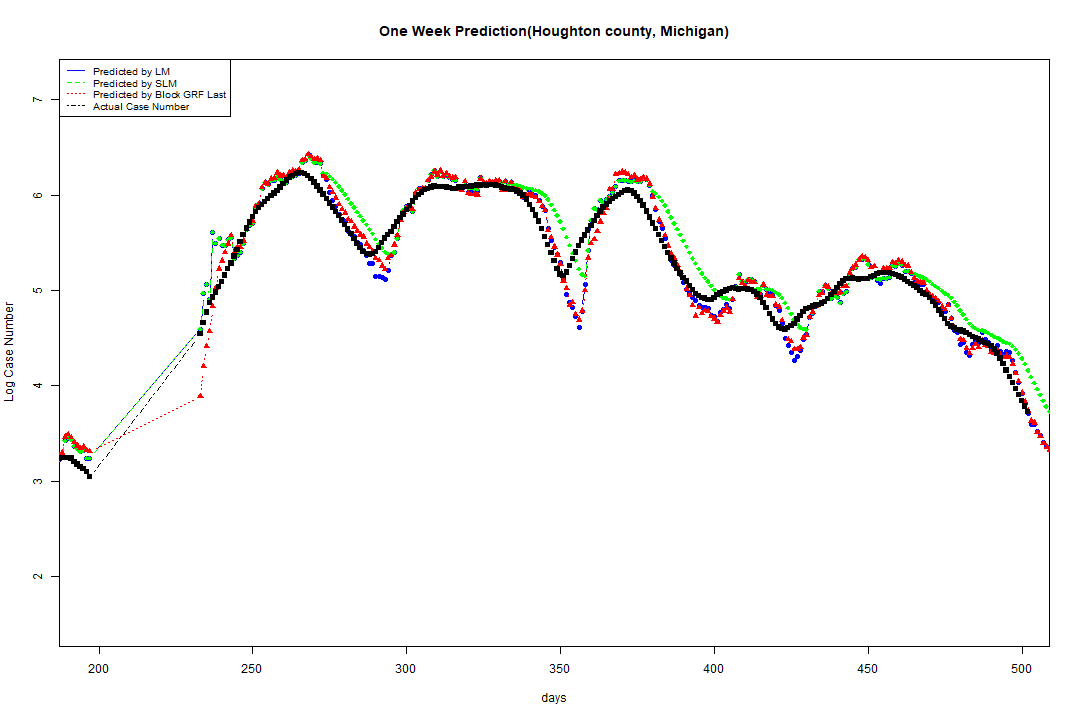 One Week Prediction(Houghton county, Michigan)
Predicted by LM
Predicted by SLM
Predicted by Block GRF Last
Actual Case Number
7
6
5
4
3
2
Log Case Number
200 250 300 350 400 450 500
days